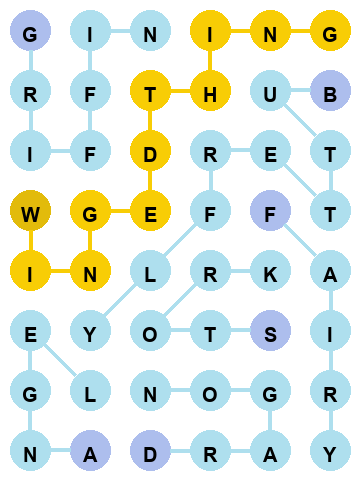 G I N I N G
R F T H U B
I F D R E T
W G E F F T
I N L R K A
E Y O T S I
G L N O G R
N A D R A Y